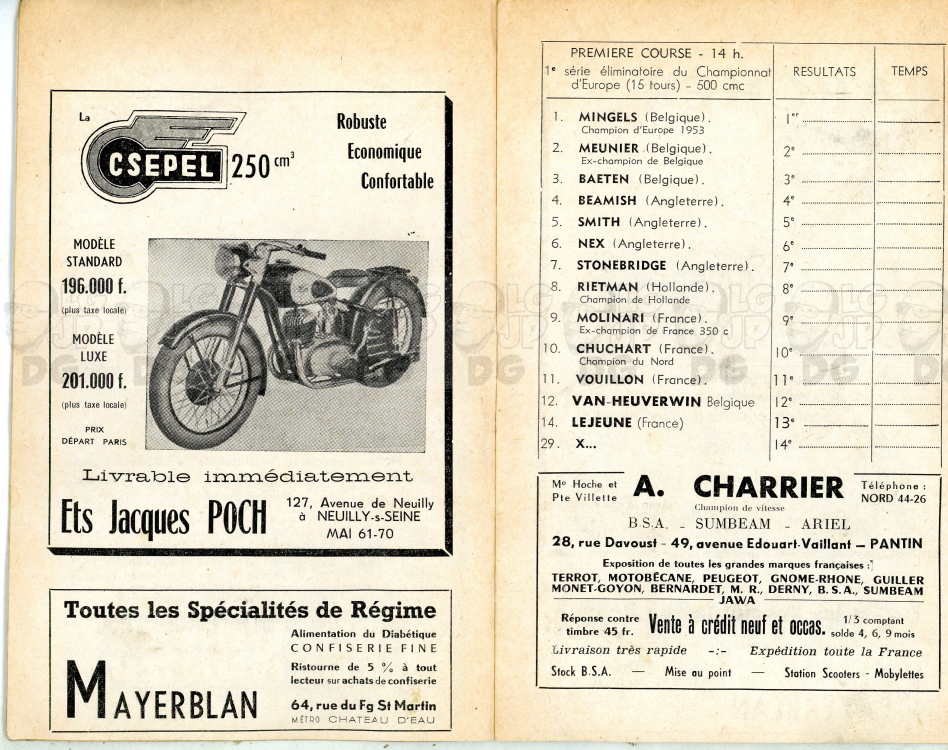 La
CSEPEL 250 cm³
Robuste
Economique
Confortable
MODÈLE
STANDARD
196.000 f.
(plus taxe locale)
MODÈLE
LUXE
201.000 f.
(plus taxe locale)
PRIX
DÉPART PARIS
Livrable immédiatement
Ets Jacques POCH
127, Avenue de Neuilly
à NEUILLY-s-SEINE
MAI 61-70
Toutes les Spécialités de Régime
MAYERBLAN
Alimentation du Diabétique
CONFISERIE FINE
Ristourne de 5 % à tout
lecteur sur achats de confiserie
64, rue du Fg St Martin
MÉTRO CHATEAU D'EAU
PREMIERE COURSE - 14 h.
1e série éliminatoire du Championnat
d'Europe (15 tours) - 500 cmc
RESULTATS
TEMPS
1. MINGELS (Belgique). 1er
Champion d'Europe 1953
2. MEUNIER (Belgique). 2e
Ex-champion de Belgique
3. BAETEN (Belgique). 3e
4. BEAMISH (Angleterre). 4e
5. SMITH (Angleterre). 5e
6. NEX (Angleterre). 6e
7. STONEBRIDGE (Angleterre). 7e
8. RIETMAN (Hollande). 8e
Champion de Hollande
9. MOLINARI (France). 9e
Ex-champion de France 350 c
10. CHUCHART (France). 10e
Champion du Nord
11. VOUILLON (France). 11e
12. VAN-HEUVERWIN Belgique 12e
14. LEJEUNE (France) 13e
29. X... 14e
Mo Hoche et
Pte Villette
A. CHARRIER
Téléphone :
NORD 44-26
Champion de vitesse
B.S.A. - SUMBEAM - ARIEL
28, rue Davoust - 49, avenue Edouart-Vaillant - PANTIN
Exposition de toutes les grandes marques françaises :
TERROT, MOTOBÉCANE, PEUGEOT, GNOME-RHONE, GUILLER
MONET-GOYON, BERNARDET, M. R., DERNY, B. S. A., SUMBEAM
JAWA
Réponse contre
timbre 45 fr.
Vente à crédit neuf et occas.
1/3 comptant
solde 4, 6, 9 mois
Livraison très rapide -:- Expédition toute la France
Stock B.S.A. — Mise au point — Station Scooters - Mobylettes
LG
JP
DG